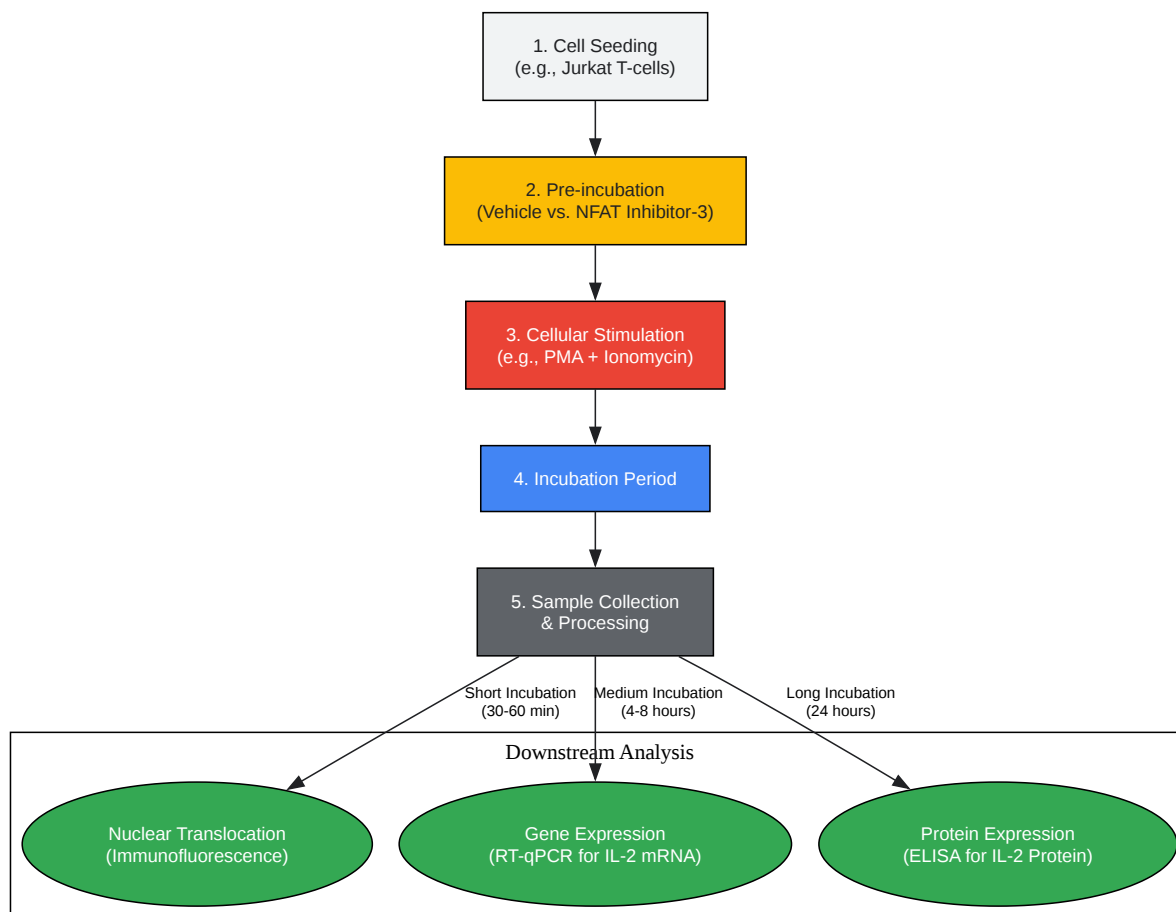 1. Cell Seeding
(e.g., Jurkat T-cells)
2. Pre-incubation
(Vehicle vs. NFAT Inhibitor-3)
3. Cellular Stimulation
(e.g., PMA + Ionomycin)
4. Incubation Period
5. Sample Collection
& Processing
Short Incubation
(30-60 min)
Medium Incubation
(4-8 hours)
Long Incubation
(24 hours)
Downstream Analysis
Nuclear Translocation
(Immunofluorescence)
Gene Expression
(RT-qPCR for IL-2 mRNA)
Protein Expression
(ELISA for IL-2 Protein)